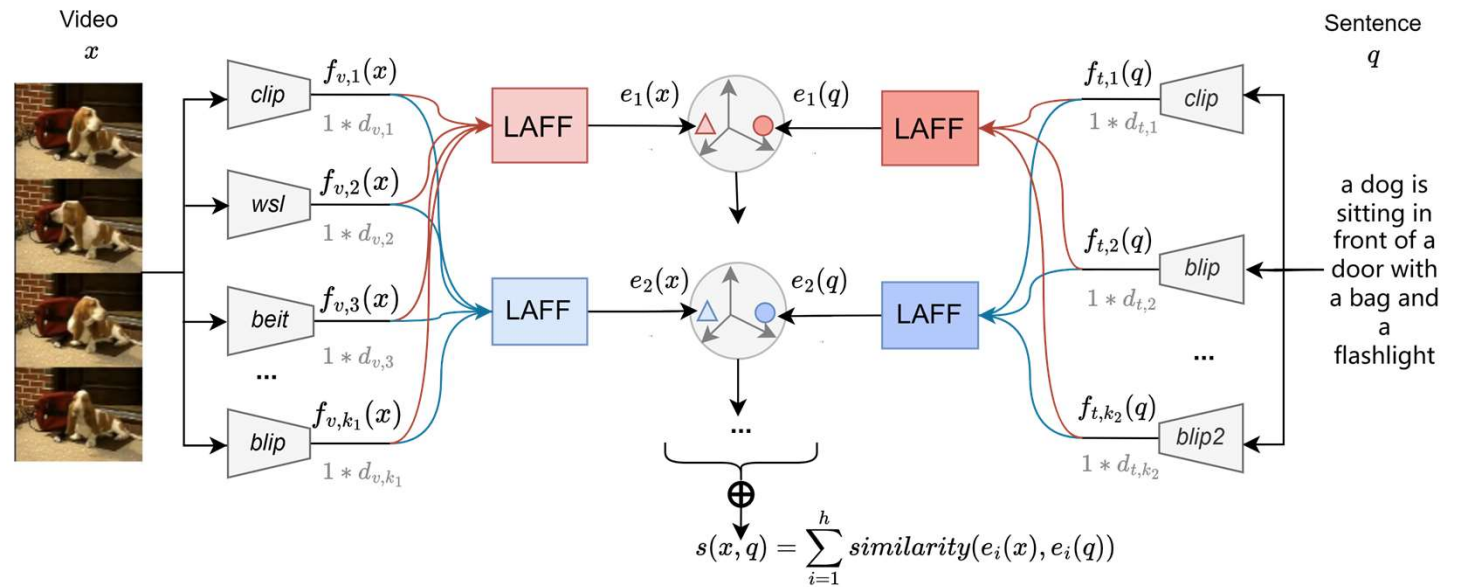 Video
x
Sentence
q
clip
f_{v,1}(x)
1 * d_{v,1}
wsl
f_{v,2}(x)
1 * d_{v,2}
beit
f_{v,3}(x)
1 * d_{v,3}
...
blip
f_{v,k_1}(x)
1 * d_{v,k_1}
LAFF
LAFF
e_1(x)
e_1(q)
e_2(x)
e_2(q)
...
LAFF
LAFF
f_{t,1}(q)
1 * d_{t,1}
clip
f_{t,2}(q)
1 * d_{t,2}
blip
...
f_{t,k_2}(q)
1 * d_{t,k_2}
blip2
a dog is
sitting in
front of a
door with
a bag and
a
flashlight
⊕
s(x, q) = \sum_{i=1}^{h} similarity(e_i(x), e_i(q))